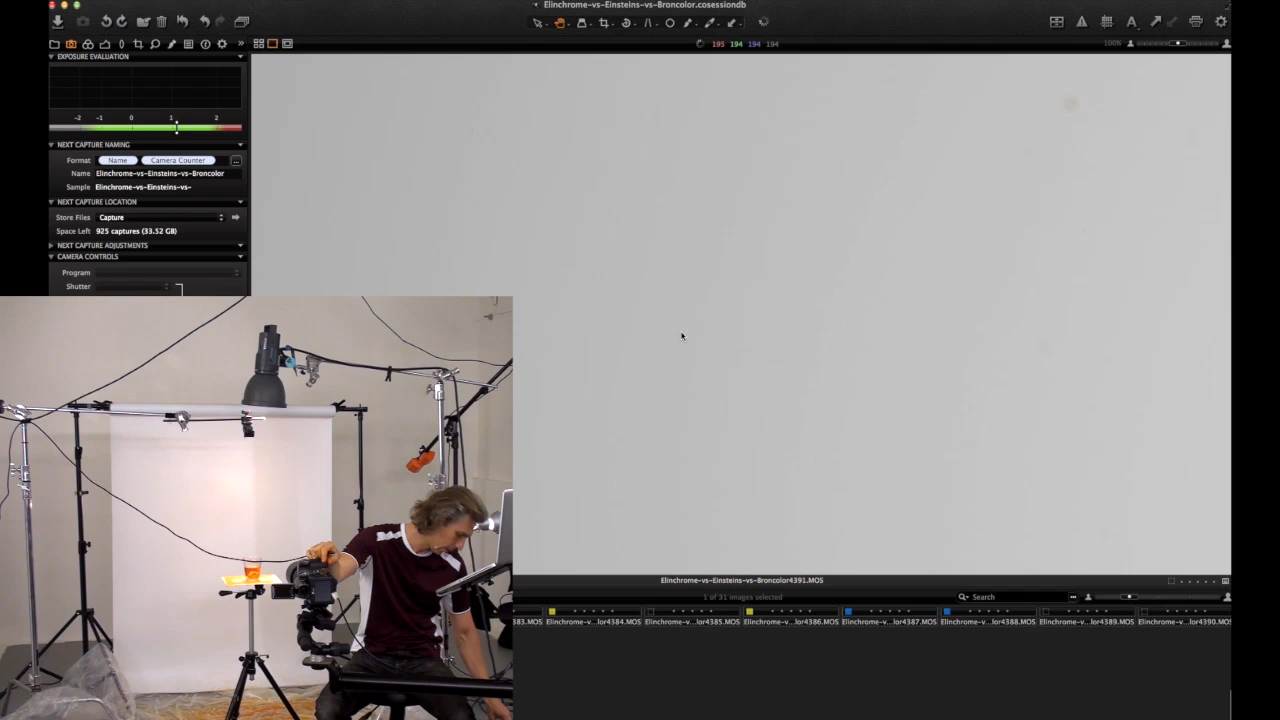 Elinchrome-vs-Einsteins-vs-Broncolor.cosessiondb
195 194 194 194
100%
EXPOSURE EVALUATION
-2 -1 0 1 2
NEXT CAPTURE NAMING
Format Name Camera Counter ...
Name Elinchrome-vs-Einsteins-vs-Broncolor
Sample Elinchrome-vs-Einsteins-vs-
NEXT CAPTURE LOCATION
Store Files Capture
Space Left 925 captures (33.52 GB)
NEXT CAPTURE ADJUSTMENTS
CAMERA CONTROLS
Program
Shutter
Elinchrome-vs-Einsteins-vs-Broncolor4391.MOS
1 of 31 images selected
Search
383.MOS Elinchrome-v...lor4384.MOS Elinchrome-v...lor4385.MOS Elinchrome-v...lor4386.MOS Elinchrome-v...lor4387.MOS Elinchrome-v...lor4388.MOS Elinchrome-v...lor4389.MOS Elinchrome-v...lor4390.MOS